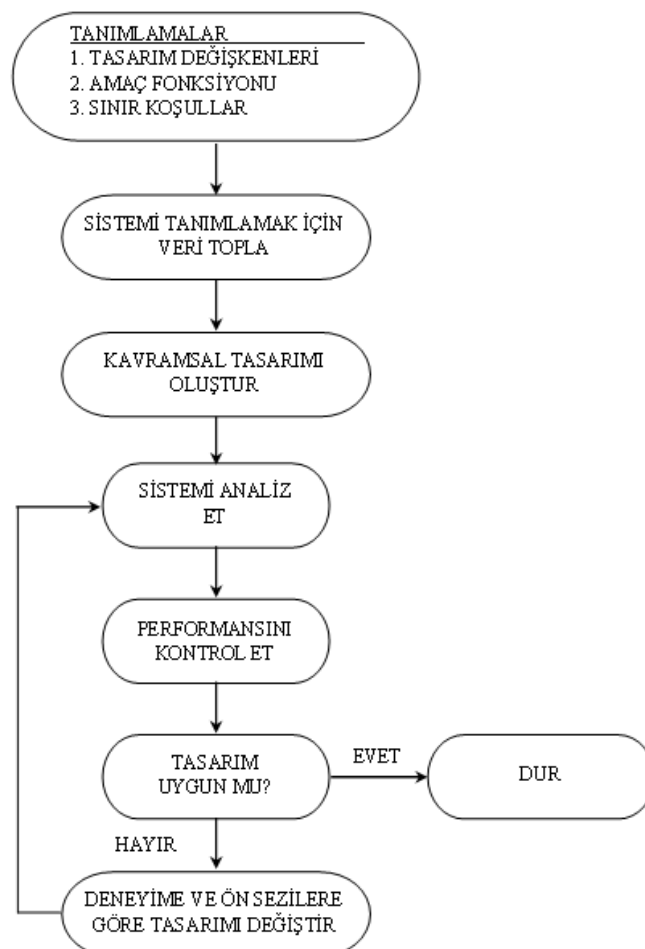 TANIMLAMALAR
1. TASARIM DEĞİŞKENLERİ
2. AMAÇ FONKSİYONU
3. SINIR KOŞULLAR
SİSTEMİ TANIMLAMAK İÇİN
VERİ TOPLA
KAVRAMSAL TASARIMI
OLUŞTUR
SİSTEMİ ANALİZ
ET
PERFORMANSINI
KONTROL ET
TASARIM
UYGUN MU?
EVET
DUR
HAYIR
DENEYİME VE ÖN SEZİLERE
GÖRE TASARIMI DEĞİŞTİR